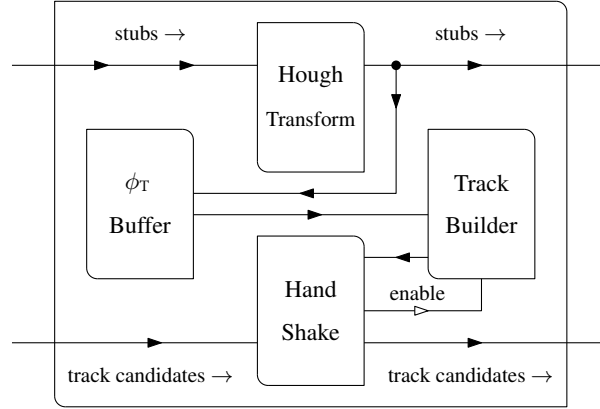 stubs →
stubs →
Hough
Transform
ϕT
Buffer
Track
Builder
Hand
Shake
enable
track candidates →
track candidates →